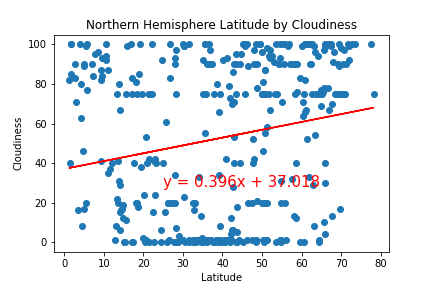 Northern Hemisphere Latitude by Cloudiness
100
80
60
40
20
0
Cloudiness
y = 0.396x + 37.018
0 10 20 30 40 50 60 70 80
Latitude